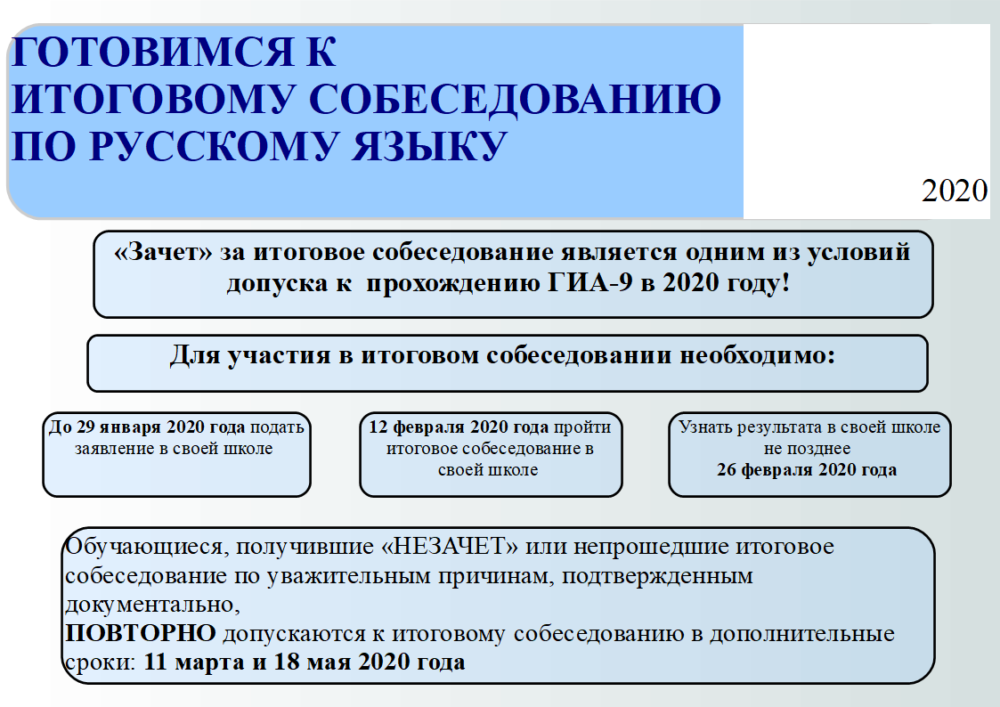 ГОТОВИМСЯ К
ИТОГОВОМУ СОБЕСЕДОВАНИЮ
ПО РУССКОМУ ЯЗЫКУ
2020
«Зачет» за итоговое собеседование является одним из условий
допуска к прохождению ГИА-9 в 2020 году!
Для участия в итоговом собеседовании необходимо:
До 29 января 2020 года подать
заявление в своей школе
12 февраля 2020 года пройти
итоговое собеседование в
своей школе
Узнать результата в своей школе
не позднее
26 февраля 2020 года
Обучающиеся, получившие «НЕЗАЧЕТ» или непрошедшие итоговое
собеседование по уважительным причинам, подтвержденным
документально,
ПОВТОРНО допускаются к итоговому собеседованию в дополнительные
сроки: 11 марта и 18 мая 2020 года